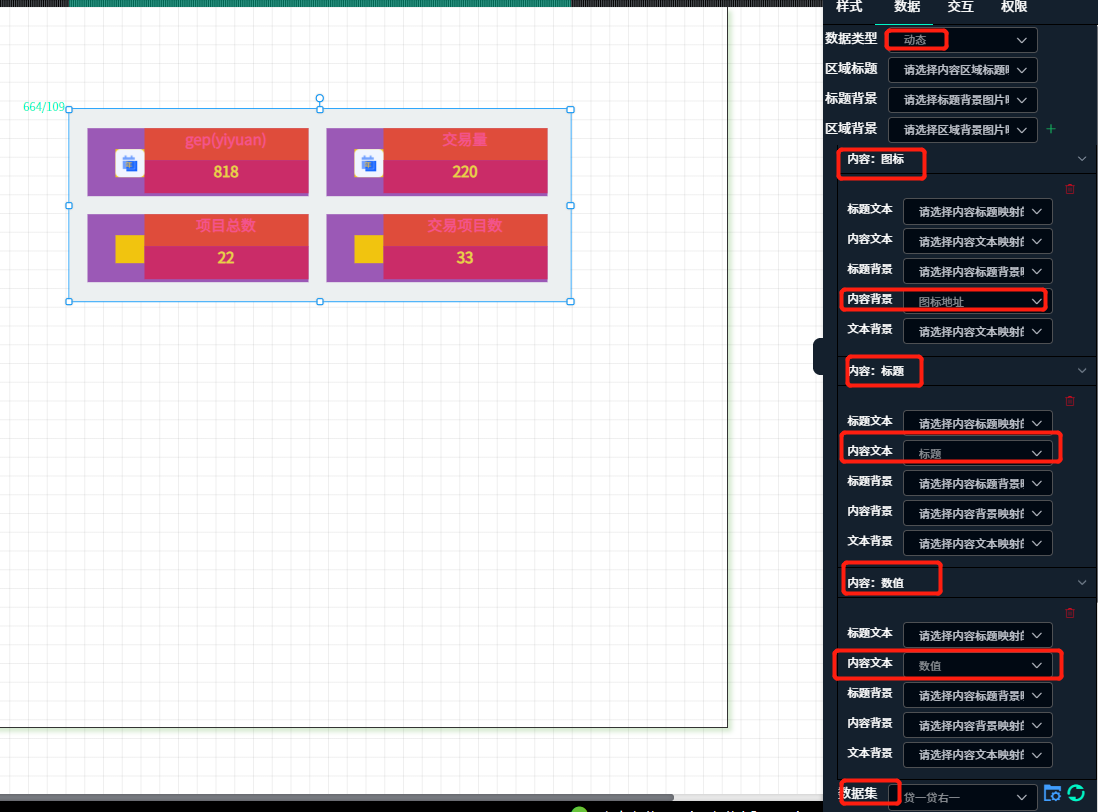 样式 数据 交互 权限
数据类型 动态
区域标题 请选择内容区域标题
标题背景 请选择标题背景图片
区域背景 请选择区域背景图片 +
664/109
gep(yiyuan)
818
交易量
220
项目总数
22
交易项目数
33
内容：图标
标题文本 请选择内容标题映射
内容文本 请选择内容文本映射
标题背景 请选择内容标题背景
内容背景 图标地址
文本背景 请选择内容文本映射
内容：标题
标题文本 请选择内容标题映射
内容文本 标题
标题背景 请选择内容标题背景
内容背景 请选择内容背景映射
文本背景 请选择内容文本映射
内容：数值
标题文本 请选择内容标题映射
内容文本 数值
标题背景 请选择内容标题背景
内容背景 请选择内容背景映射
文本背景 请选择内容文本映射
数据集 贷一贷右一